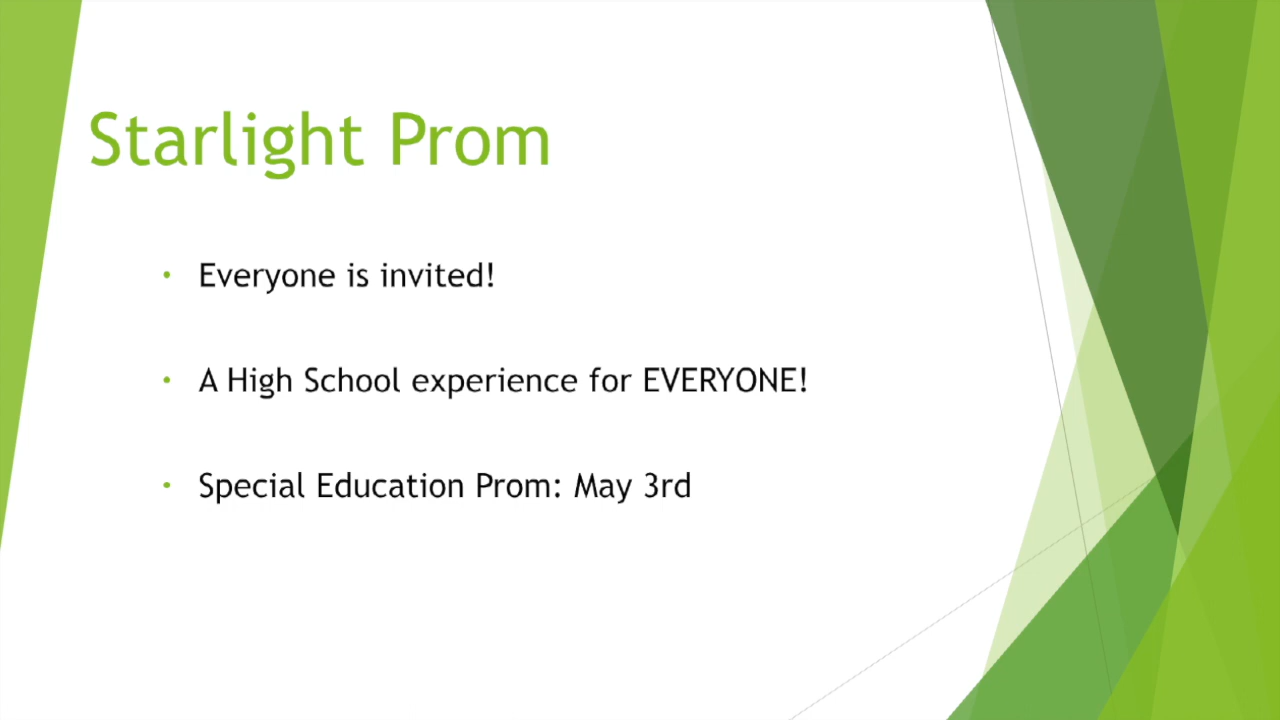 Starlight Prom
• Everyone is invited!
• A High School experience for EVERYONE!
• Special Education Prom: May 3rd